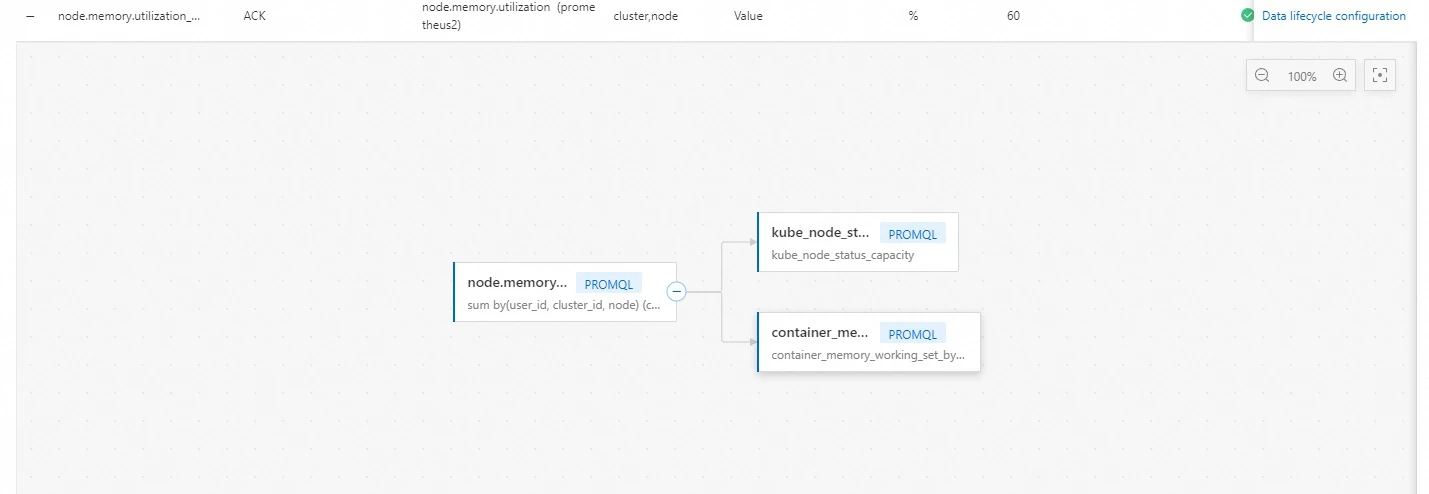 node.memory.utilization_...
ACK
node.memory.utilization (prome
theus2)
cluster,node
Value
%
60
Data lifecycle configuration
100%
kube_node_st... PROMQL
kube_node_status_capacity
node.memory... PROMQL
sum by(user_id, cluster_id, node) (c...
container_me... PROMQL
container_memory_working_set_by...